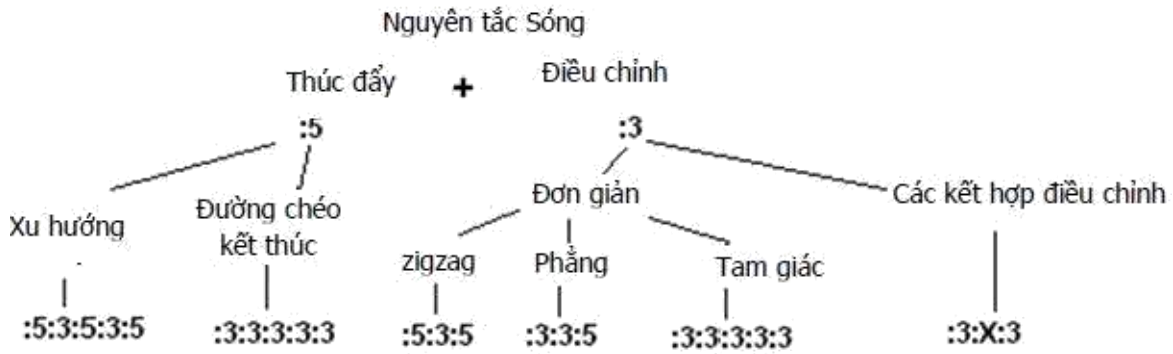 Nguyên tắc Sóng
Thúc đẩy + Điều chỉnh
:5 :3
Xu hướng
Đường chéo
kết thúc
Đơn giản
Các kết hợp điều chỉnh
zigzag Phẳng Tam giác
:5:3:5:3:5 :3:3:3:3:3 :5:3:5 :3:3:5 :3:3:3:3:3 :3:X:3